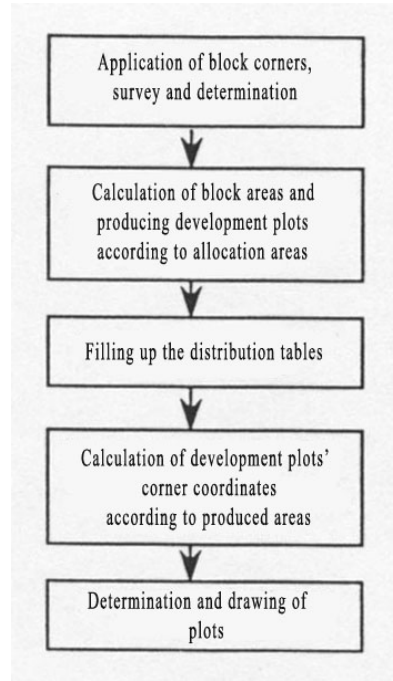 Application of block corners,
survey and determination
Calculation of block areas and
producing development plots
according to allocation areas
Filling up the distribution tables
Calculation of development plots'
corner coordinates
according to produced areas
Determination and drawing of
plots